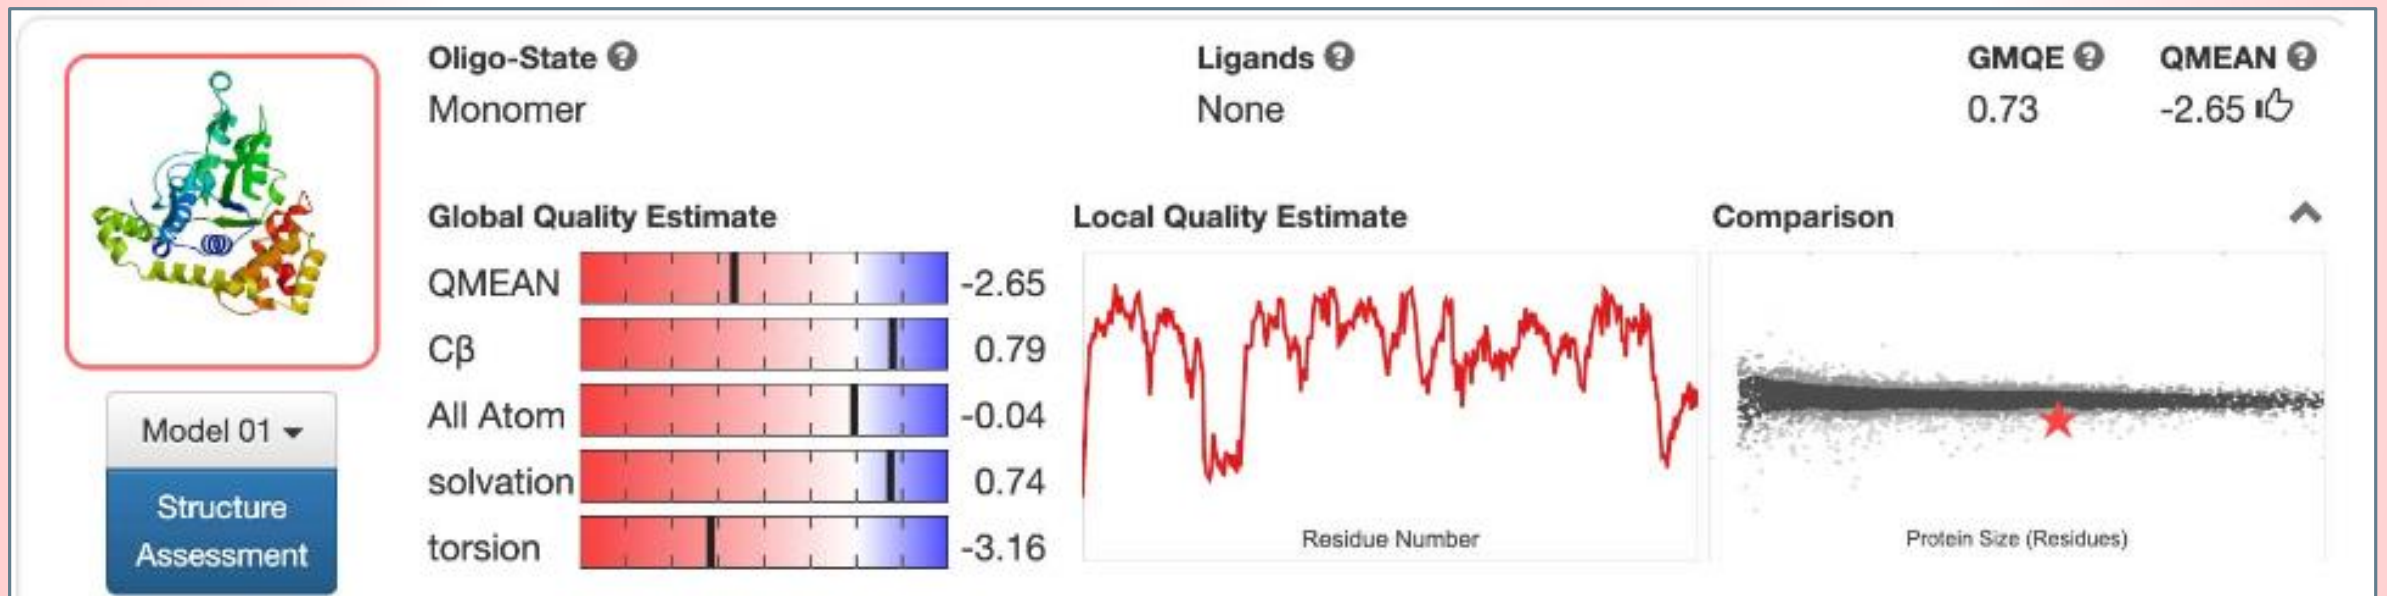 Oligo-State ?
Monomer
Ligands ?
None
GMQE ?
0.73
QMEAN ?
-2.65
Model 01
Structure
Assessment
Global Quality Estimate
QMEAN -2.65
Cβ 0.79
All Atom -0.04
solvation 0.74
torsion -3.16
Local Quality Estimate
Residue Number
Comparison
Protein Size (Residues)